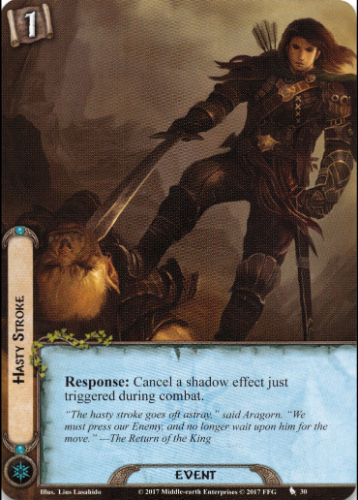 1
HASTY STROKE
Response: Cancel a shadow effect just
triggered during combat.
"The hasty stroke goes oft astray," said Aragorn. "We
must press our Enemy, and no longer wait upon him for
the move." —The Return of the King
EVENT
Illus. Lius Lasahido
© 2017 Middle-earth Enterprises © 2017 FFG
30